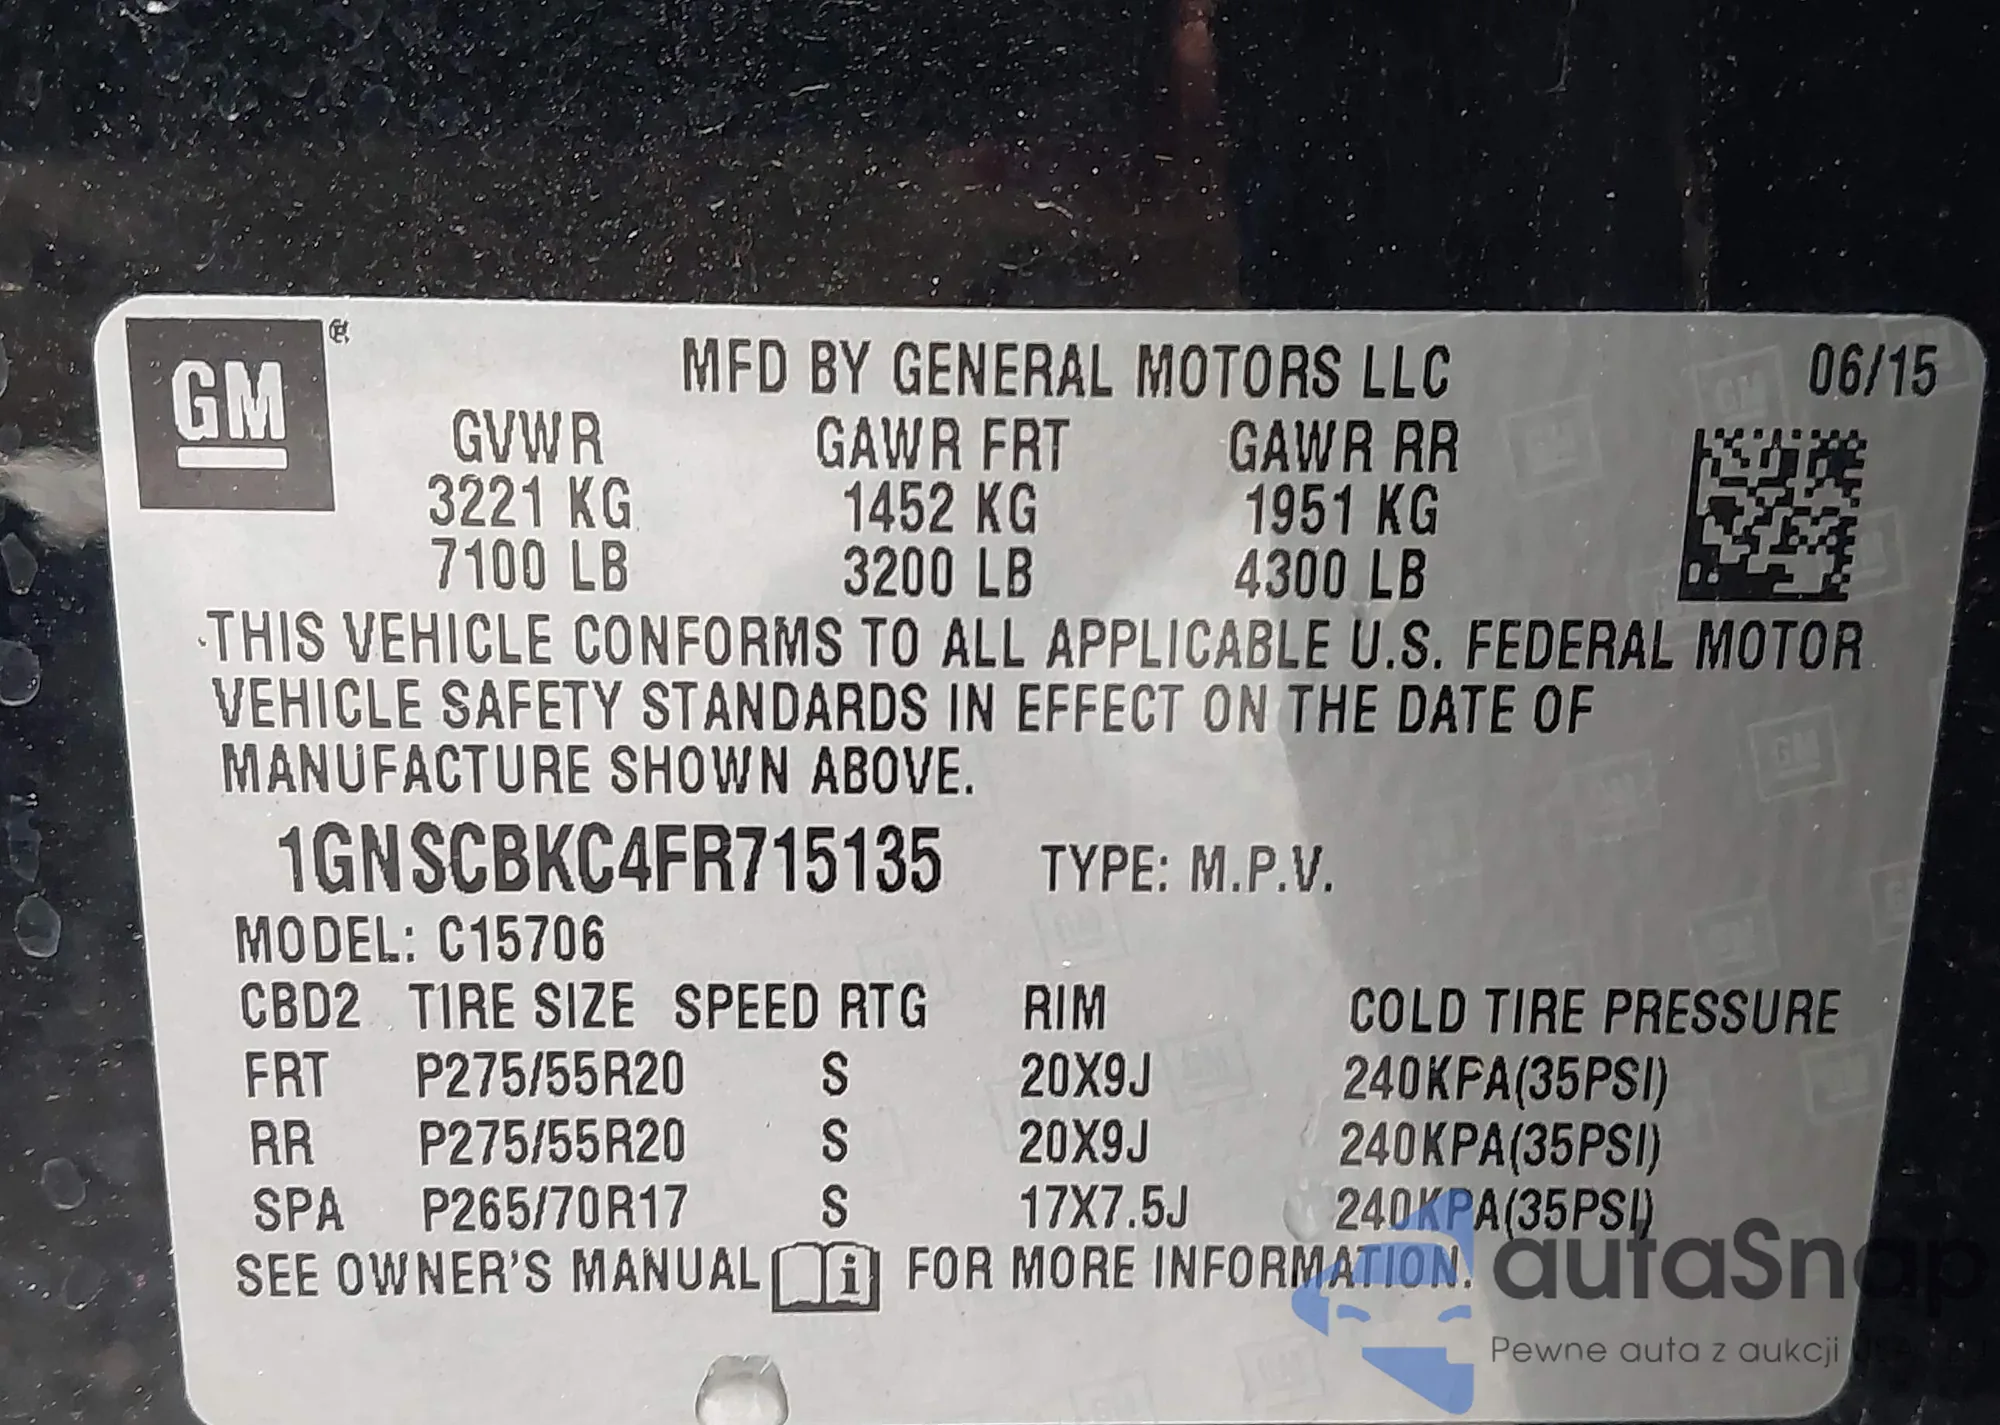 GM ®
MFD BY GENERAL MOTORS LLC 06/15
GVWR GAWR FRT GAWR RR
3221 KG 1452 KG 1951 KG
7100 LB 3200 LB 4300 LB
THIS VEHICLE CONFORMS TO ALL APPLICABLE U.S. FEDERAL MOTOR
VEHICLE SAFETY STANDARDS IN EFFECT ON THE DATE OF
MANUFACTURE SHOWN ABOVE.
1GNSCBKC4FR715135 TYPE: M.P.V.
MODEL: C15706
CBD2 TIRE SIZE SPEED RTG RIM COLD TIRE PRESSURE
FRT P275/55R20 S 20X9J 240KPA(35PSI)
RR P275/55R20 S 20X9J 240KPA(35PSI)
SPA P265/70R17 S 17X7.5J 240KPA(35PSI)
SEE OWNER'S MANUAL i FOR MORE INFORMATION.
autaSnap
Pewne auta z aukcji